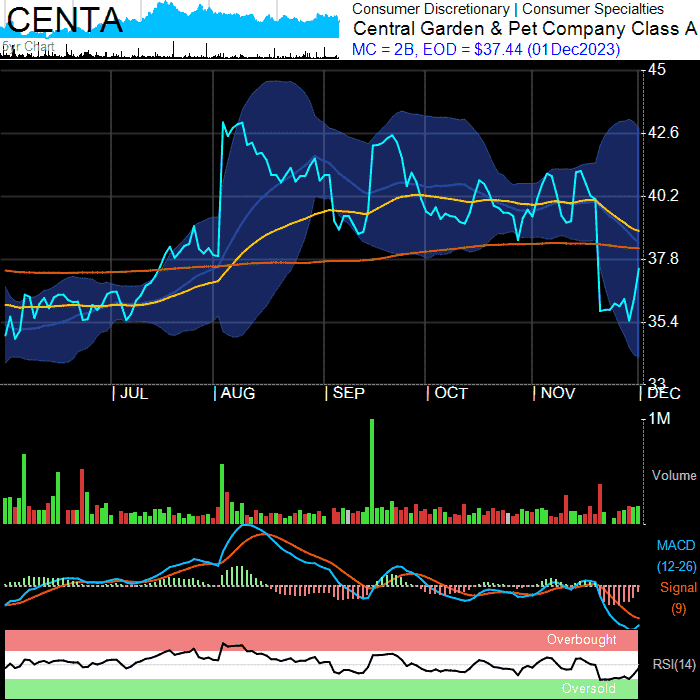 CENTA
5yr Chart
Consumer Discretionary | Consumer Specialties
Central Garden & Pet Company Class A
MC = 2B, EOD = $37.44 (01Dec2023)
45
42.6
40.2
37.8
35.4
33
JUL
AUG
SEP
OCT
NOV
DEC
1M
Volume
MACD
(12-26)
Signal
(9)
Overbought
RSI(14)
Oversold